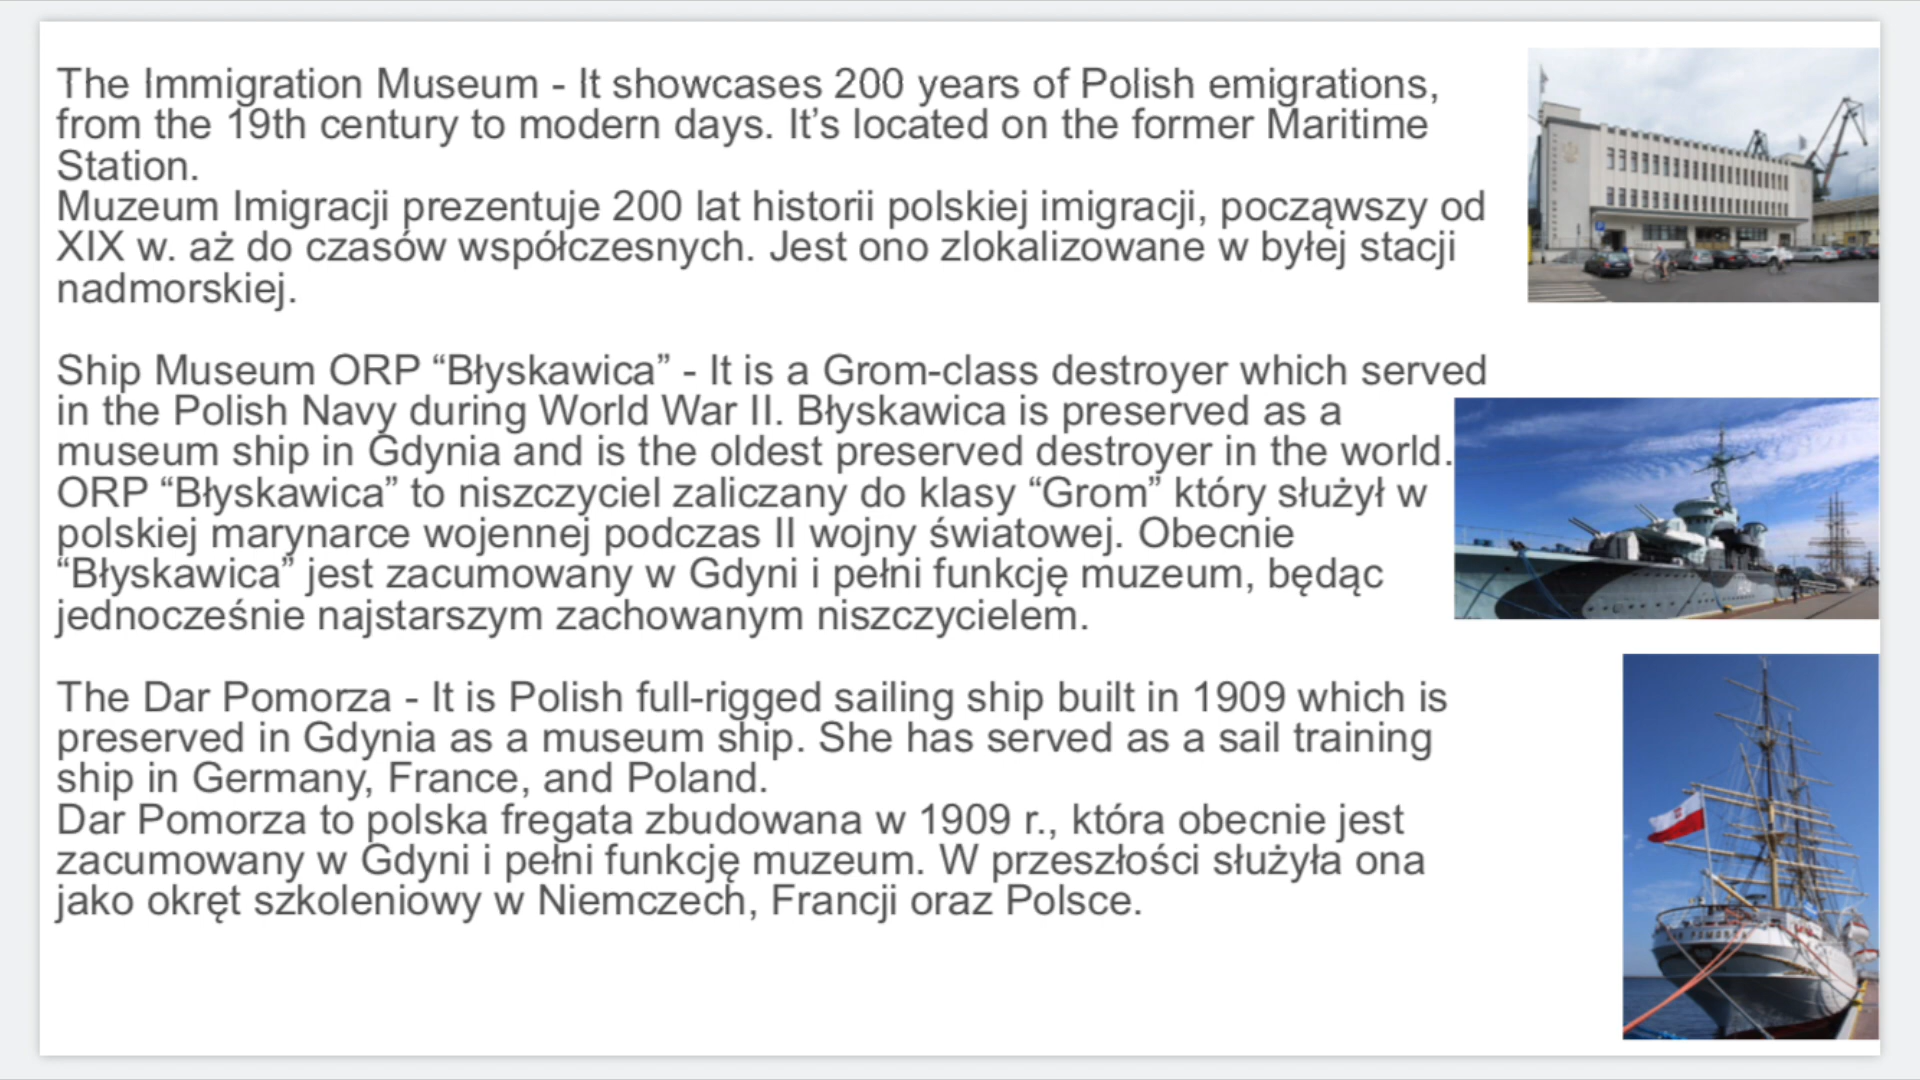 The Immigration Museum - It showcases 200 years of Polish emigrations,
from the 19th century to modern days. It’s located on the former Maritime
Station.
Muzeum Imigracji prezentuje 200 lat historii polskiej imigracji, począwszy od
XIX w. aż do czasów współczesnych. Jest ono zlokalizowane w byłej stacji
nadmorskiej.
Ship Museum ORP “Błyskawica” - It is a Grom-class destroyer which served
in the Polish Navy during World War II. Błyskawica is preserved as a
museum ship in Gdynia and is the oldest preserved destroyer in the world.
ORP “Błyskawica” to niszczyciel zaliczany do klasy “Grom” który służył w
polskiej marynarce wojennej podczas II wojny światowej. Obecnie
“Błyskawica” jest zacumowany w Gdyni i pełni funkcję muzeum, będąc
jednocześnie najstarszym zachowanym niszczycielem.
The Dar Pomorza - It is Polish full-rigged sailing ship built in 1909 which is
preserved in Gdynia as a museum ship. She has served as a sail training
ship in Germany, France, and Poland.
Dar Pomorza to polska fregata zbudowana w 1909 r., która obecnie jest
zacumowany w Gdyni i pełni funkcję muzeum. W przeszłości służyła ona
jako okręt szkoleniowy w Niemczech, Francji oraz Polsce.